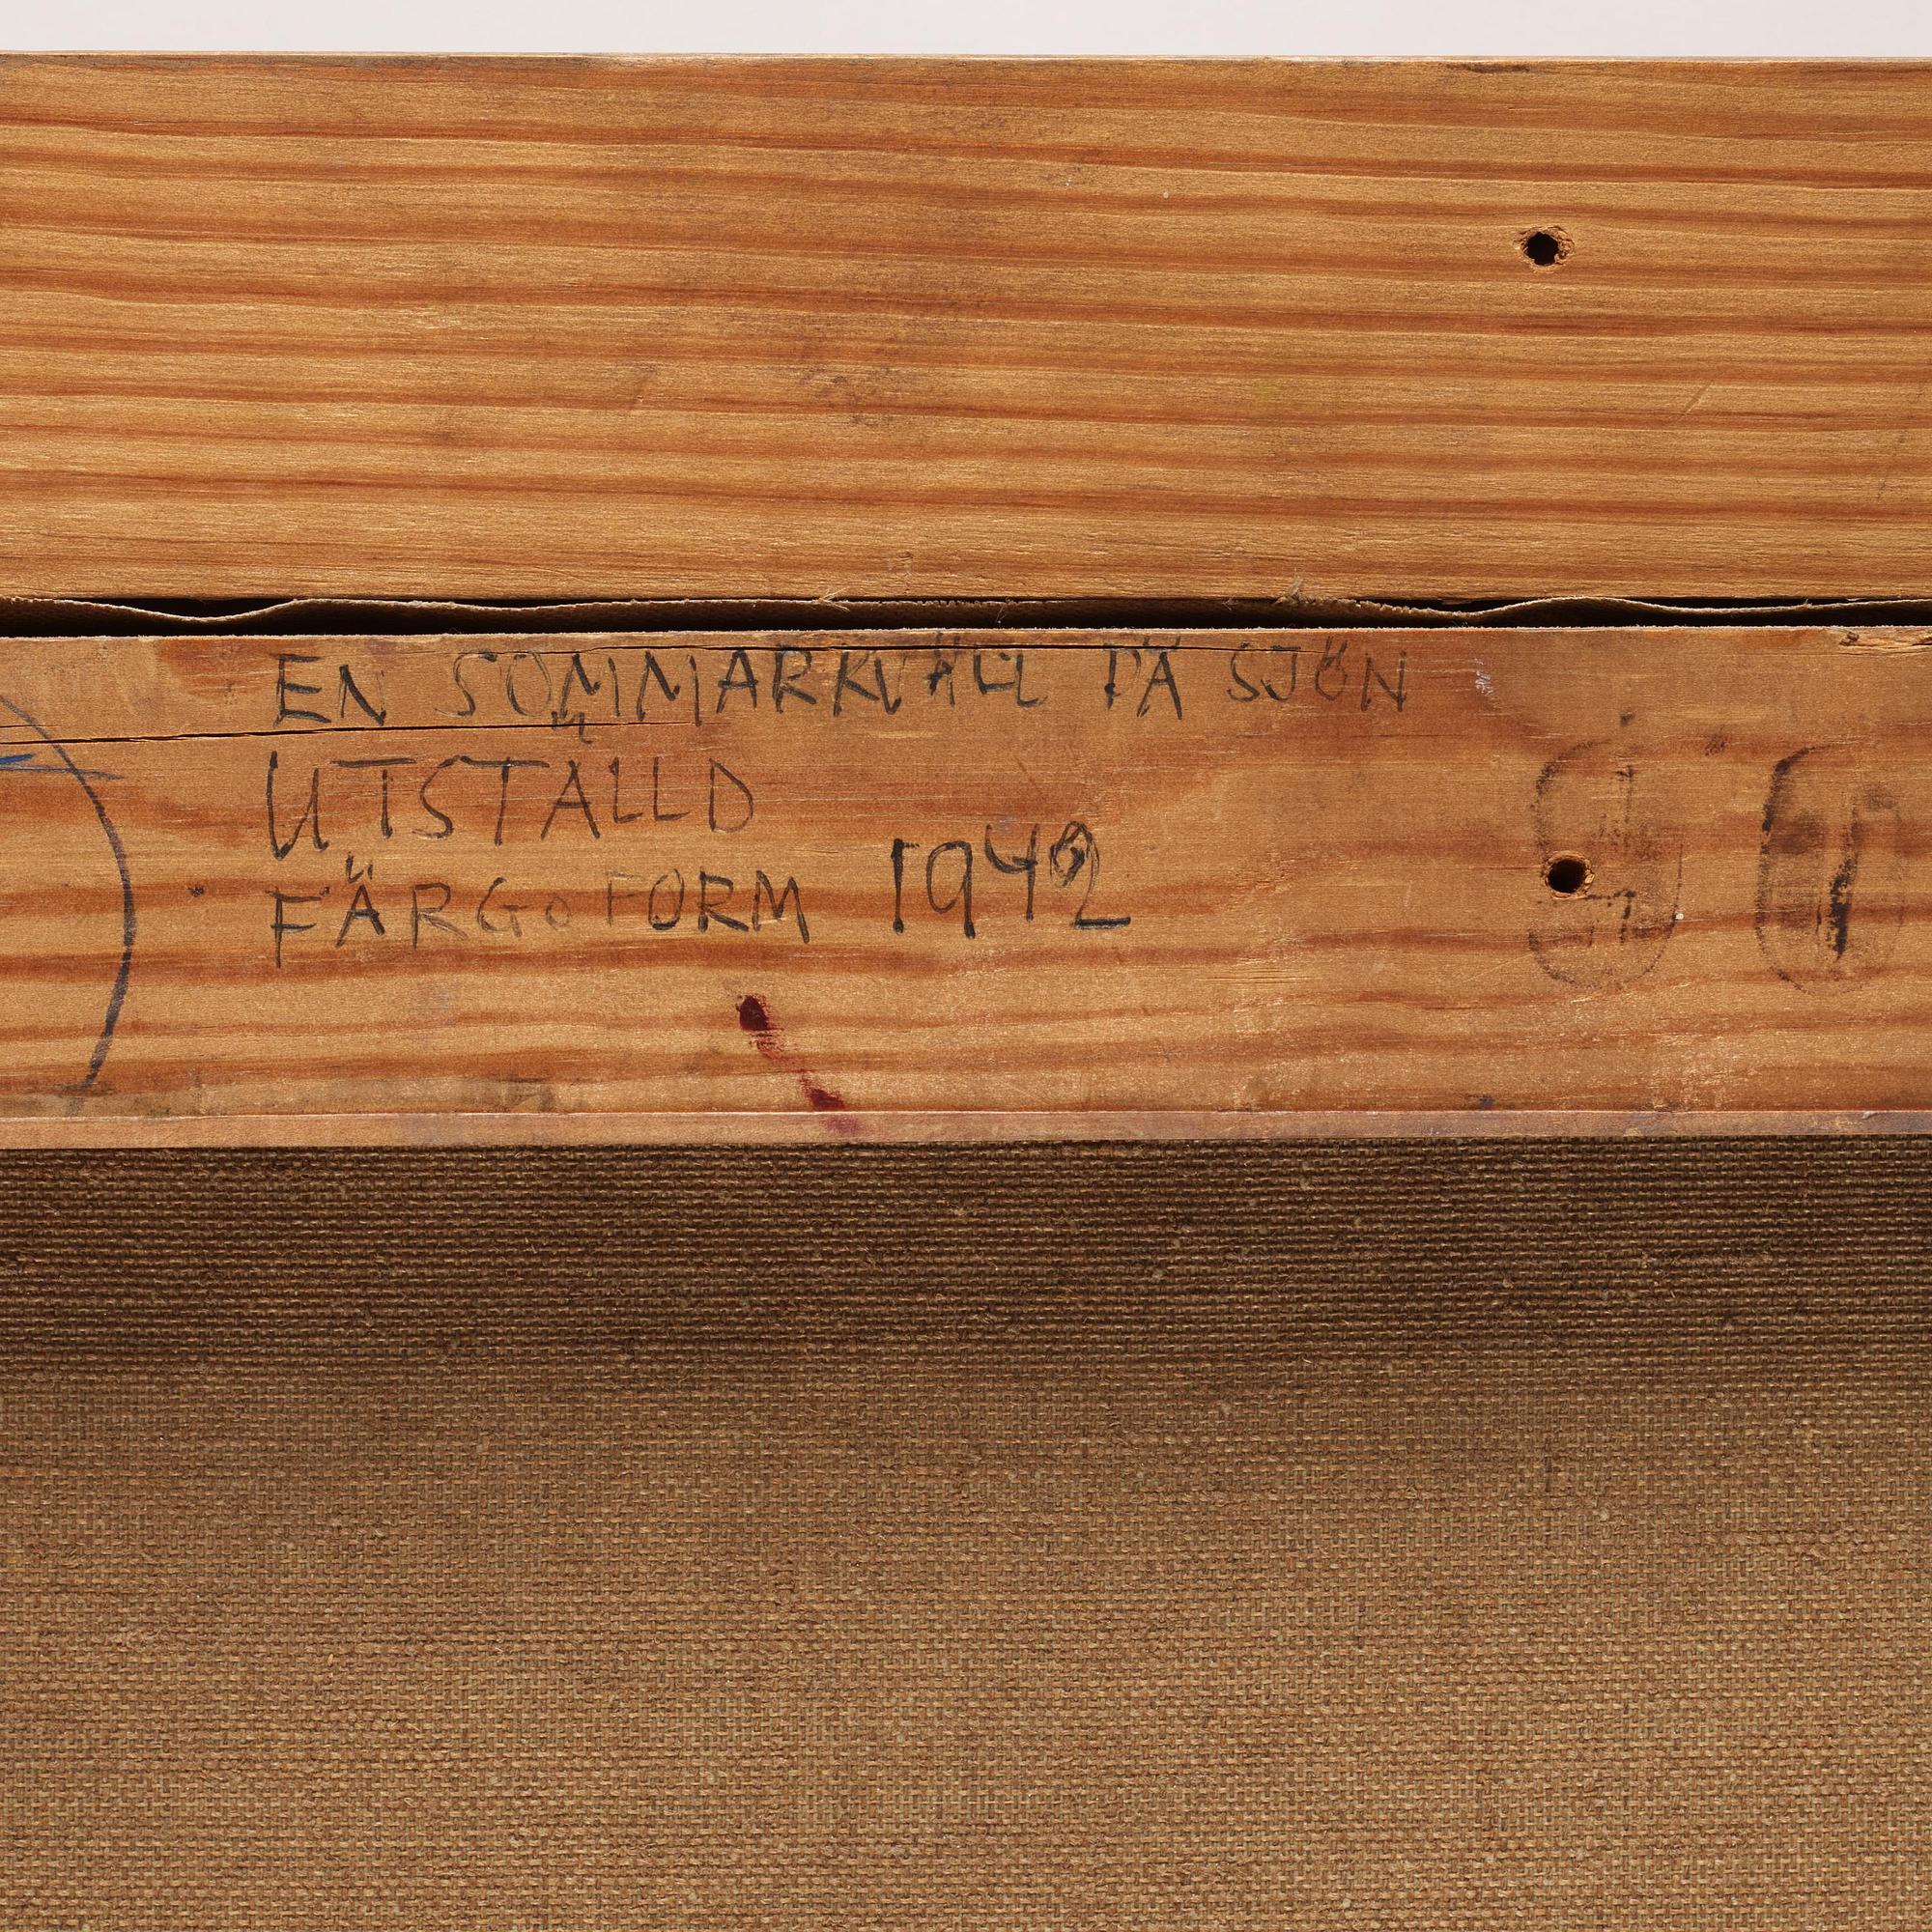 EN SOMMARKVÄLL PÅ SJÖN
UTSTÄLLD
FÄRG o FORM 1942